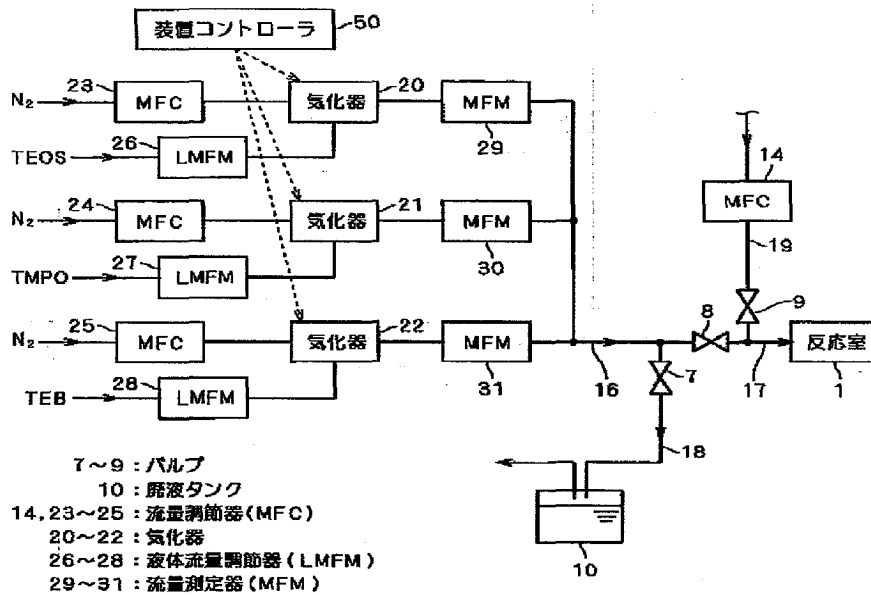 装置コントローラ 50
23 20
N₂ MFC 気化器 MFM
26 29 14
TEOS LMFM MFC
24 21 19
N₂ MFC 気化器 MFM
27 30 9
TMPO LMFM 8
25 22
N₂ MFC 気化器 MFM 反応室
28 31 16 7 17 1
TEB LMFM
18
7～9：バルブ
10：廃液タンク
14,23～25：流量調節器(MFC)
20～22：気化器
26～28：液体流量調節器(LMFM)
29～31：流量測定器(MFM)
10